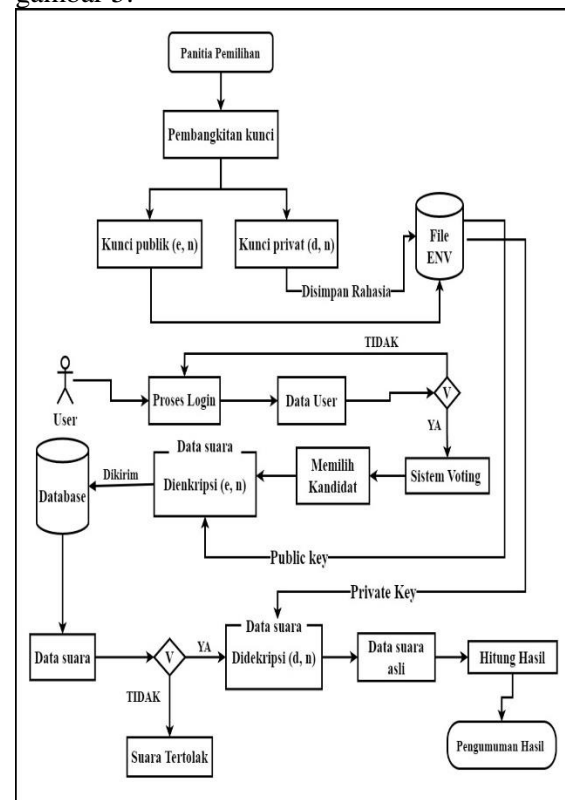 gambar 3.
Panitia Pemilihan
Pembangkitan kunci
Kunci publik (e, n)
Kunci privat (d, n)
File
ENV
Disimpan Rahasia
TIDAK
User
Proses Login
Data User
V
YA
Database
Dikirim
Data suara
Dienkripsi (e, n)
Memilih
Kandidat
Sistem Voting
Public key
Private Key
Data suara
V
YA
Data suara
Didekripsi (d, n)
Data suara
asli
Hitung Hasil
TIDAK
Suara Tertolak
Pengumuman Hasil